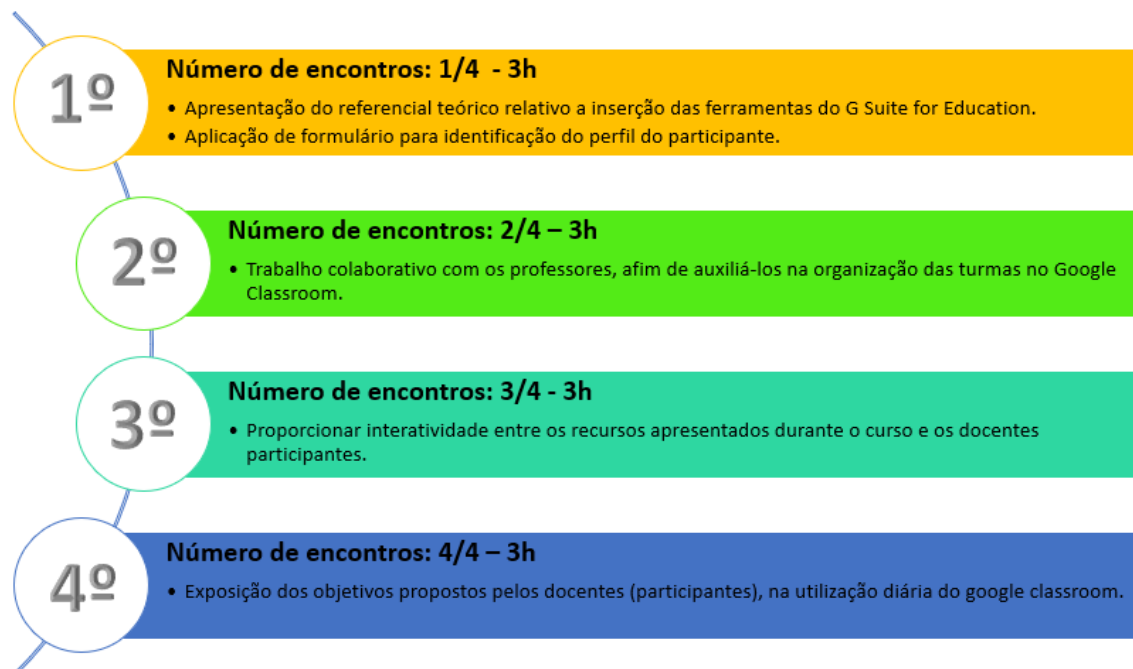 1º
Número de encontros: 1/4 - 3h
• Apresentação do referencial teórico relativo a inserção das ferramentas do G Suite for Education.
• Aplicação de formulário para identificação do perfil do participante.
2º
Número de encontros: 2/4 – 3h
• Trabalho colaborativo com os professores, afim de auxiliá-los na organização das turmas no Google
Classroom.
3º
Número de encontros: 3/4 - 3h
• Proporcionar interatividade entre os recursos apresentados durante o curso e os docentes
participantes.
4º
Número de encontros: 4/4 – 3h
• Exposição dos objetivos propostos pelos docentes (participantes), na utilização diária do google classroom.